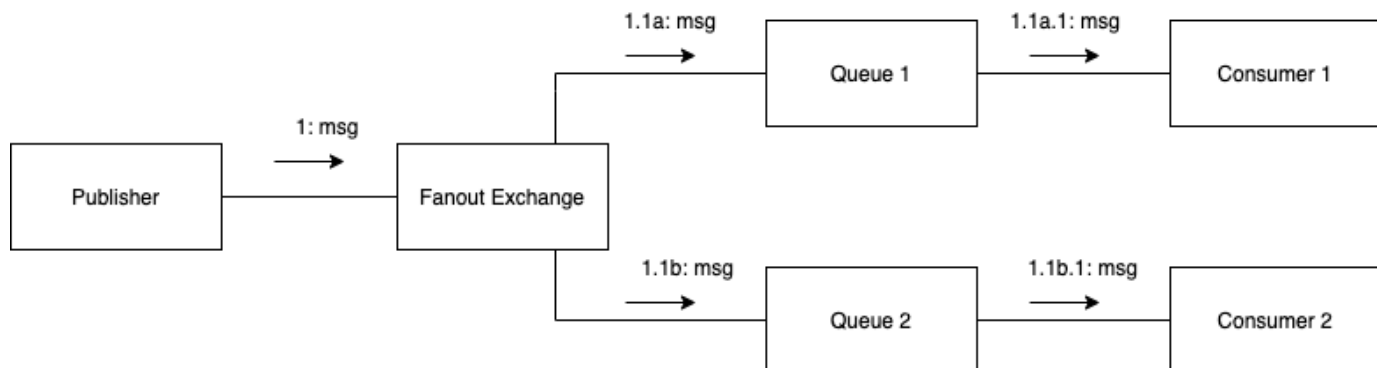 1.1a: msg
1.1a.1: msg
Queue 1
Consumer 1
1: msg
Publisher
Fanout Exchange
1.1b: msg
1.1b.1: msg
Queue 2
Consumer 2